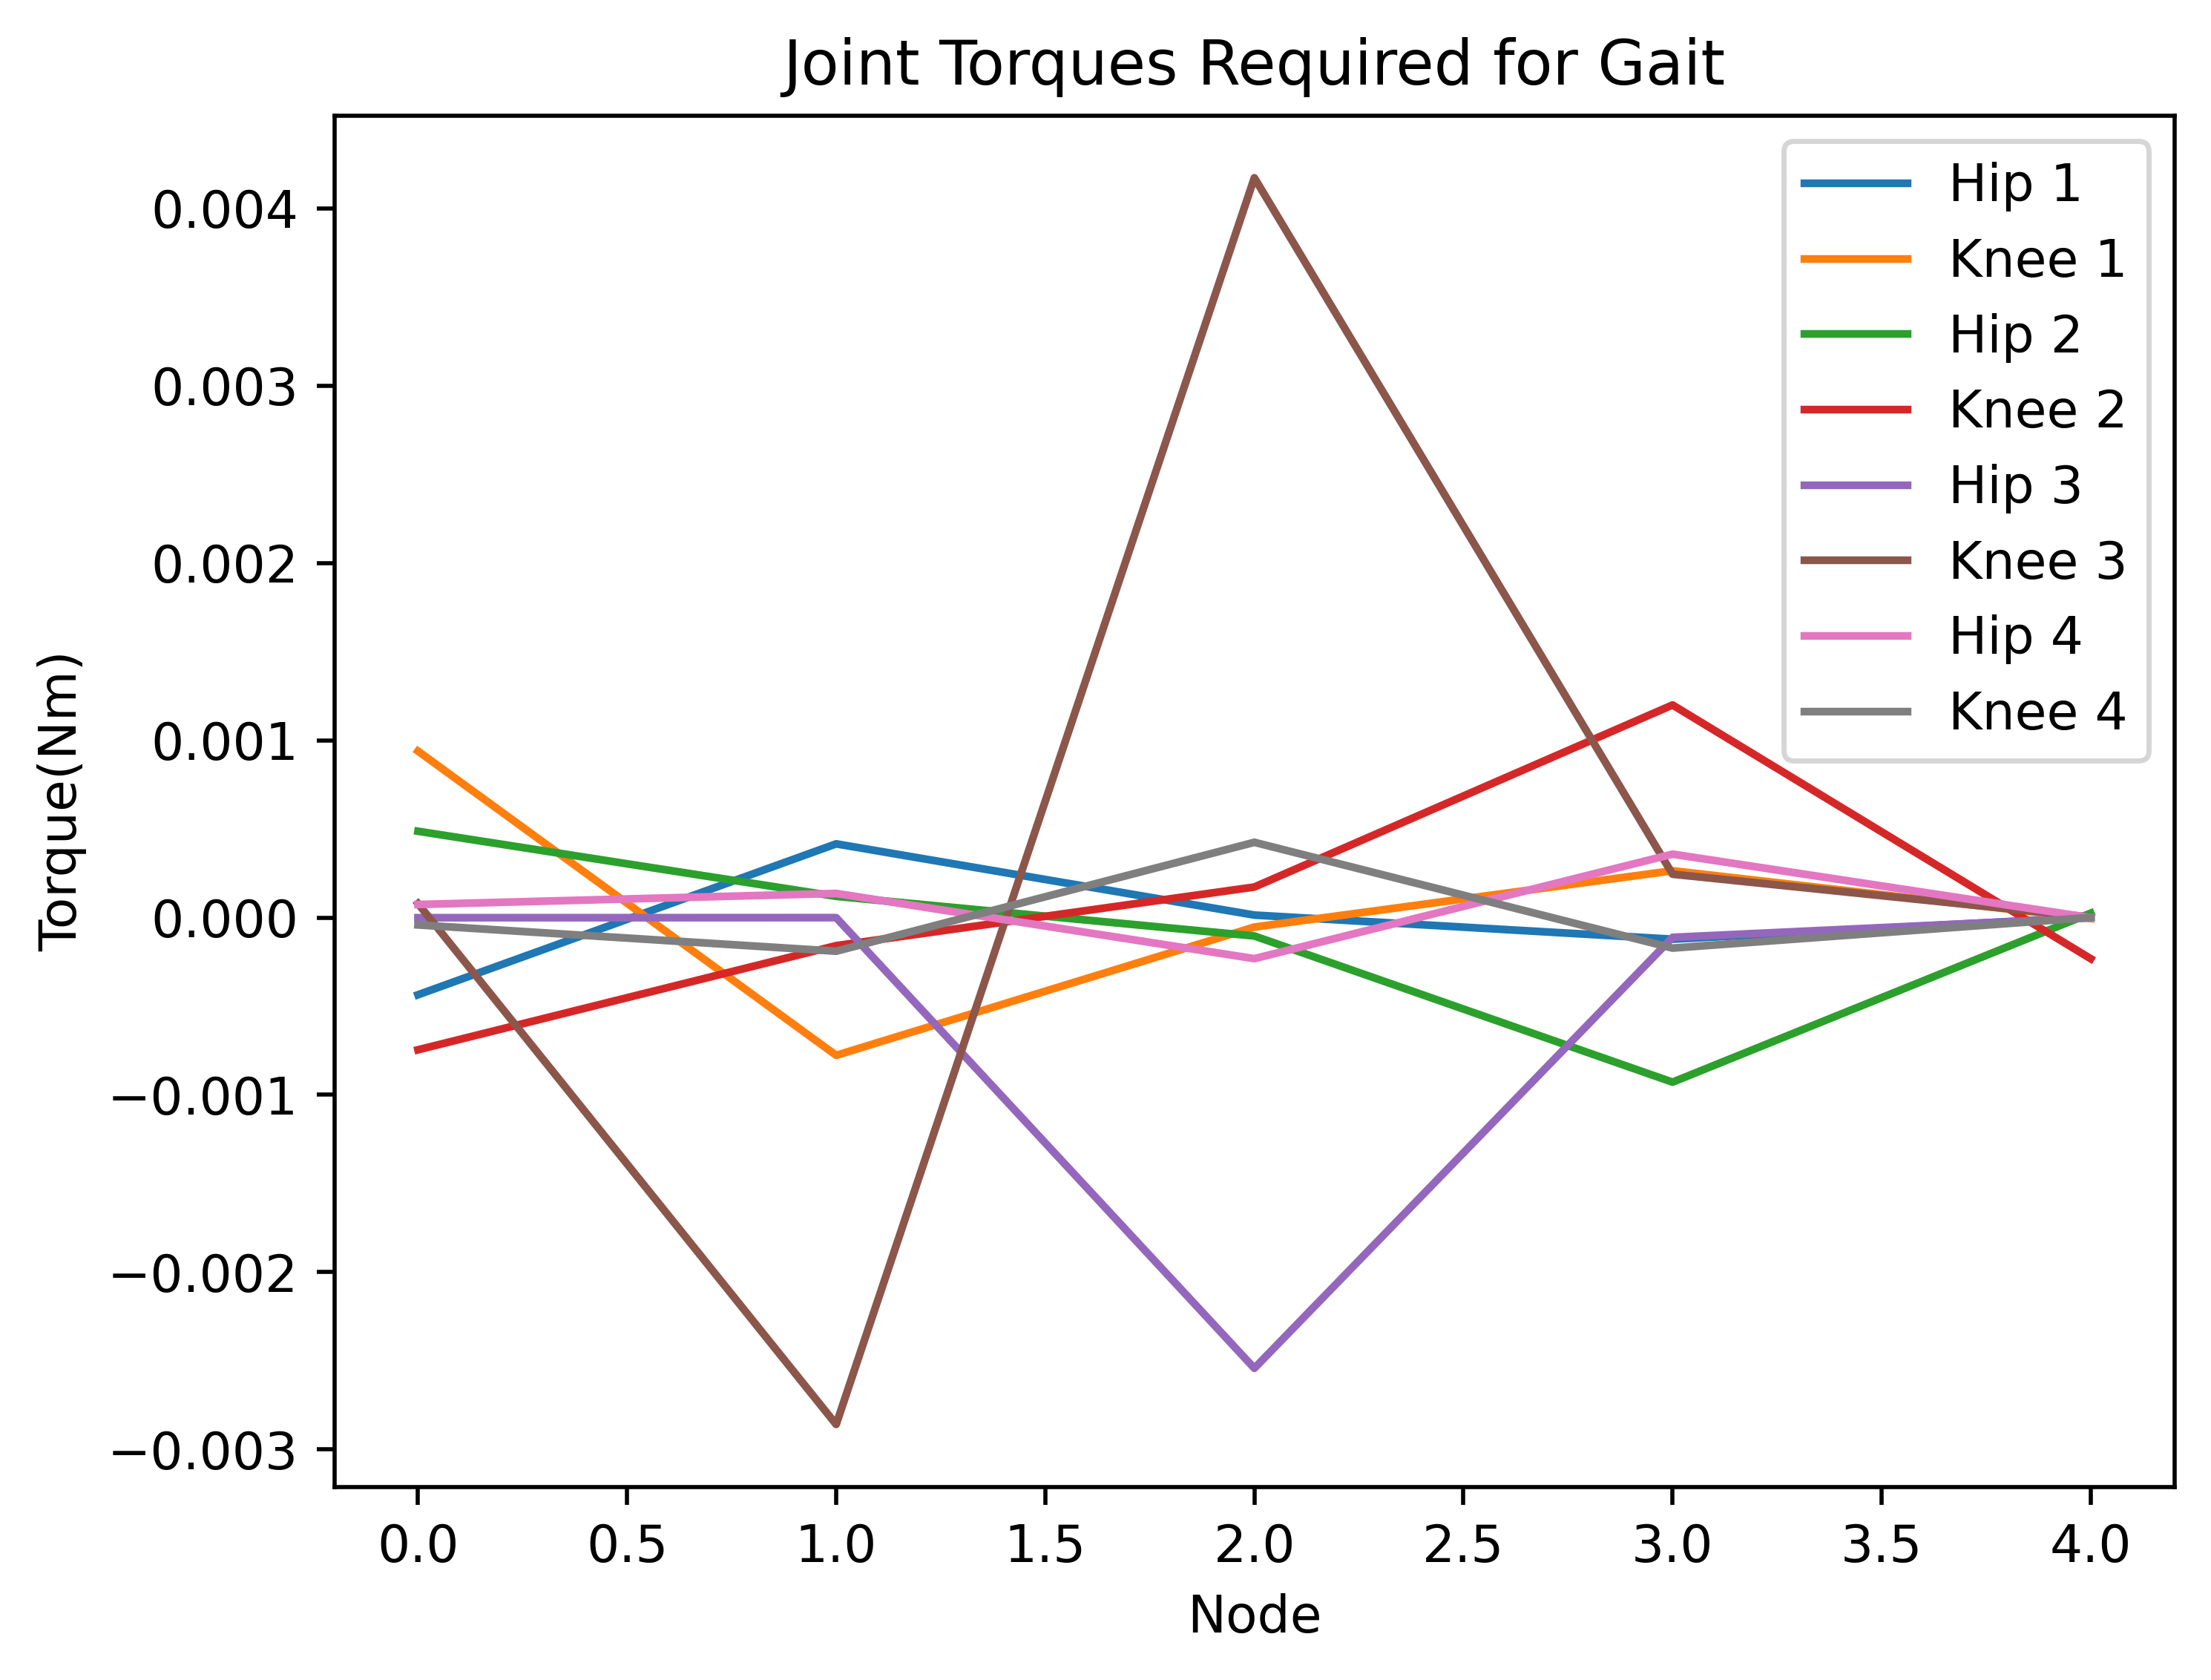 Joint Torques Required for Gait
Torque(Nm)
0.004
0.003
0.002
0.001
0.000
−0.001
−0.002
−0.003
Hip 1
Knee 1
Hip 2
Knee 2
Hip 3
Knee 3
Hip 4
Knee 4
0.0 0.5 1.0 1.5 2.0 2.5 3.0 3.5 4.0
Node